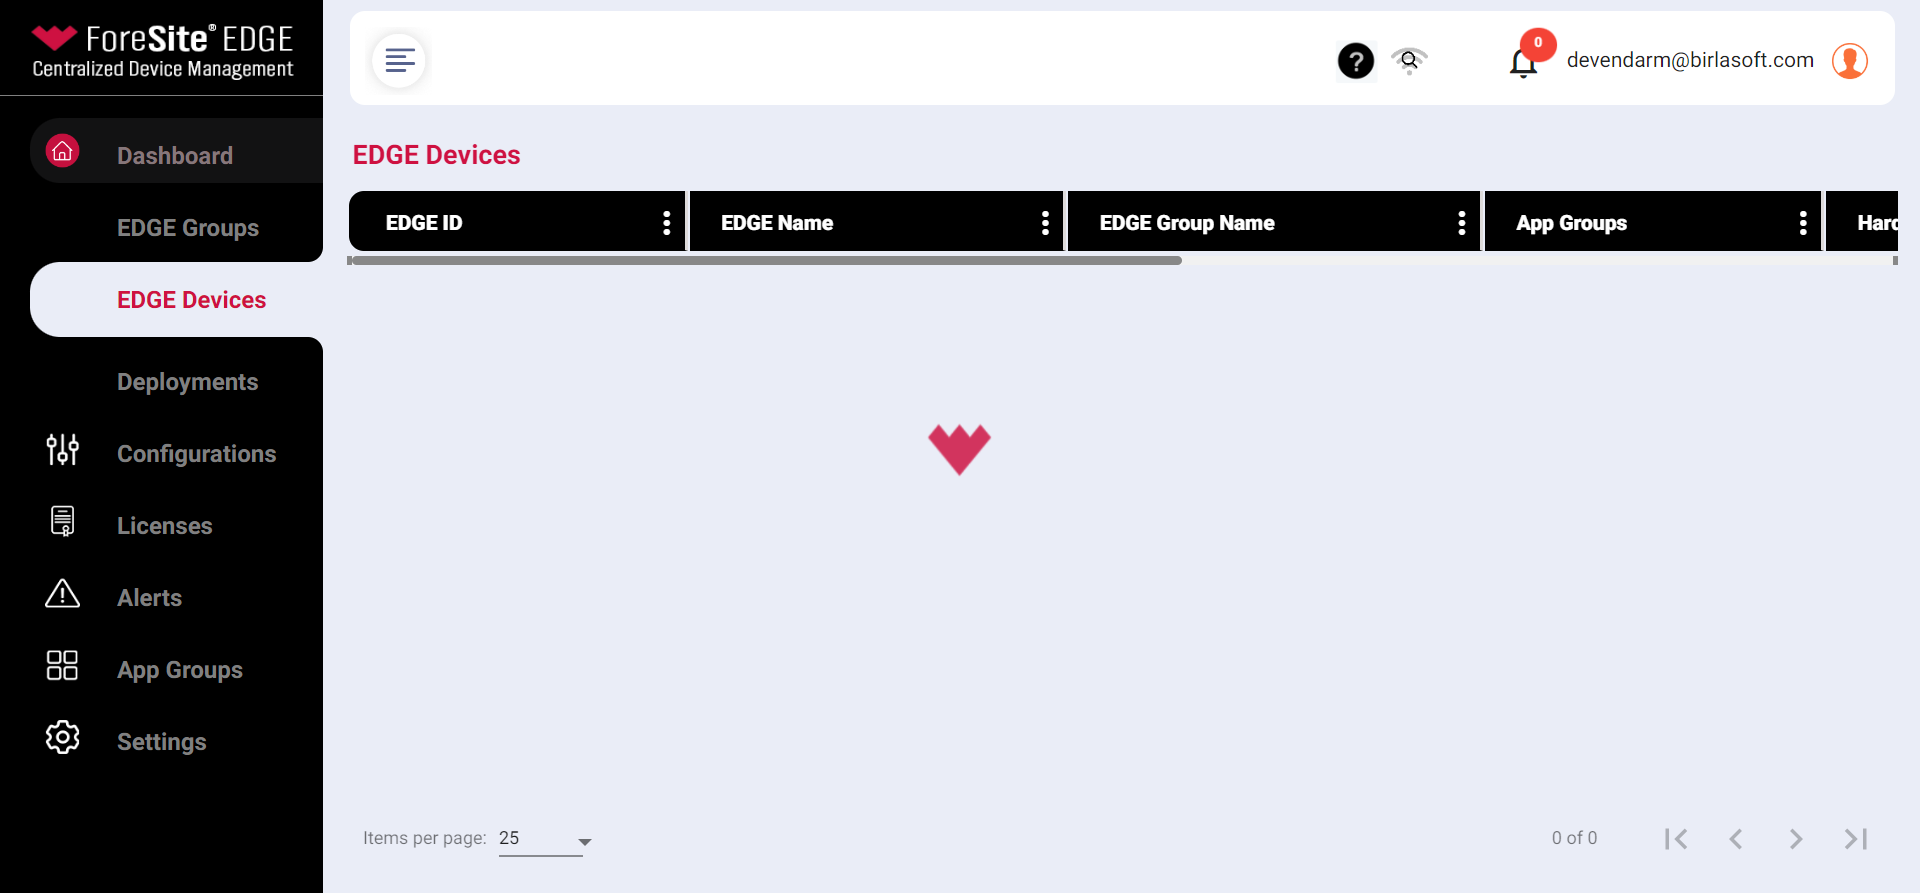 ForeSite® EDGE
Centralized Device Management
?
0
devendarm@birlasoft.com
Dashboard
EDGE Groups
EDGE Devices
Deployments
Configurations
Licenses
Alerts
App Groups
Settings
EDGE Devices
EDGE ID
EDGE Name
EDGE Group Name
App Groups
Hard
Items per page: 25
0 of 0